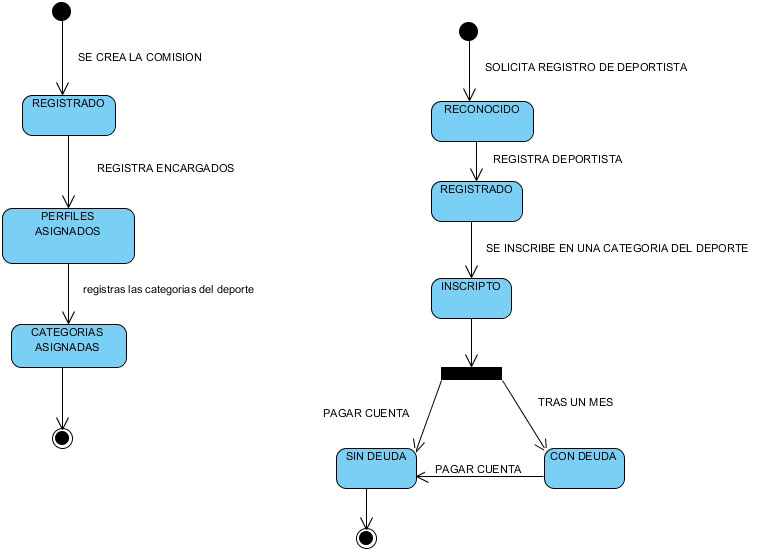 SE CREA LA COMISION
REGISTRADO
REGISTRA ENCARGADOS
PERFILES
ASIGNADOS
registras las categorias del deporte
CATEGORIAS
ASIGNADAS
SOLICITA REGISTRO DE DEPORTISTA
RECONOCIDO
REGISTRA DEPORTISTA
REGISTRADO
SE INSCRIBE EN UNA CATEGORIA DEL DEPORTE
INSCRIPTO
PAGAR CUENTA
TRAS UN MES
SIN DEUDA
PAGAR CUENTA
CON DEUDA